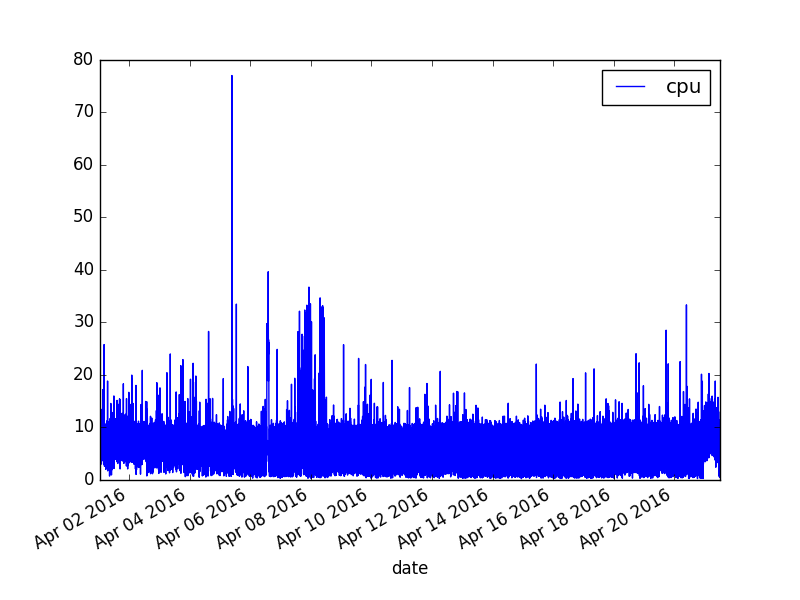 80
70
60
50
40
30
20
10
0
cpu
Apr 02 2016
Apr 04 2016
Apr 06 2016
Apr 08 2016
Apr 10 2016
Apr 12 2016
Apr 14 2016
Apr 16 2016
Apr 18 2016
Apr 20 2016
date